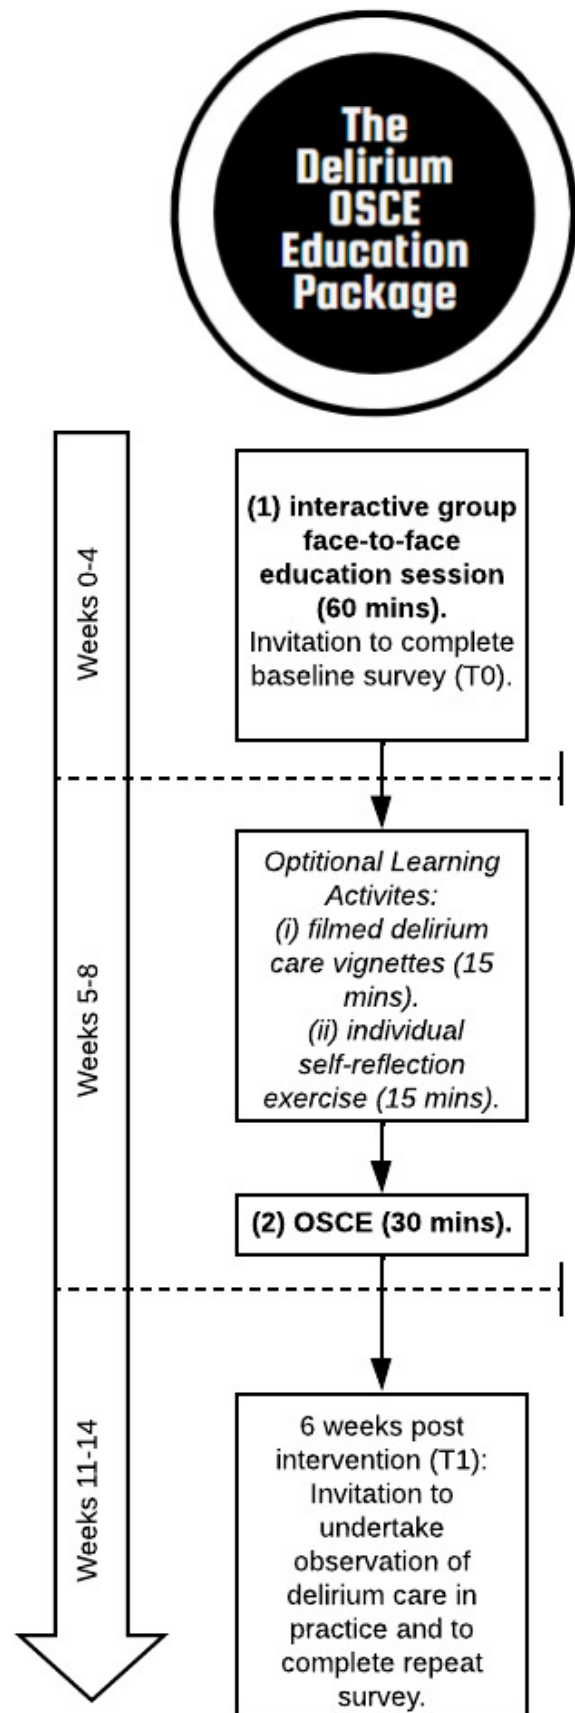 The
Delirium
OSCE
Education
Package
Weeks 0-4
(1) interactive group
face-to-face
education session
(60 mins).
Invitation to complete
baseline survey (T0).
Weeks 5-8
Optitional Learning
Activites:
(i) filmed delirium
care vignettes (15
mins).
(ii) individual
self-reflection
exercise (15 mins).
(2) OSCE (30 mins).
Weeks 11-14
6 weeks post
intervention (T1):
Invitation to
undertake
observation of
delirium care in
practice and to
complete repeat
survey.